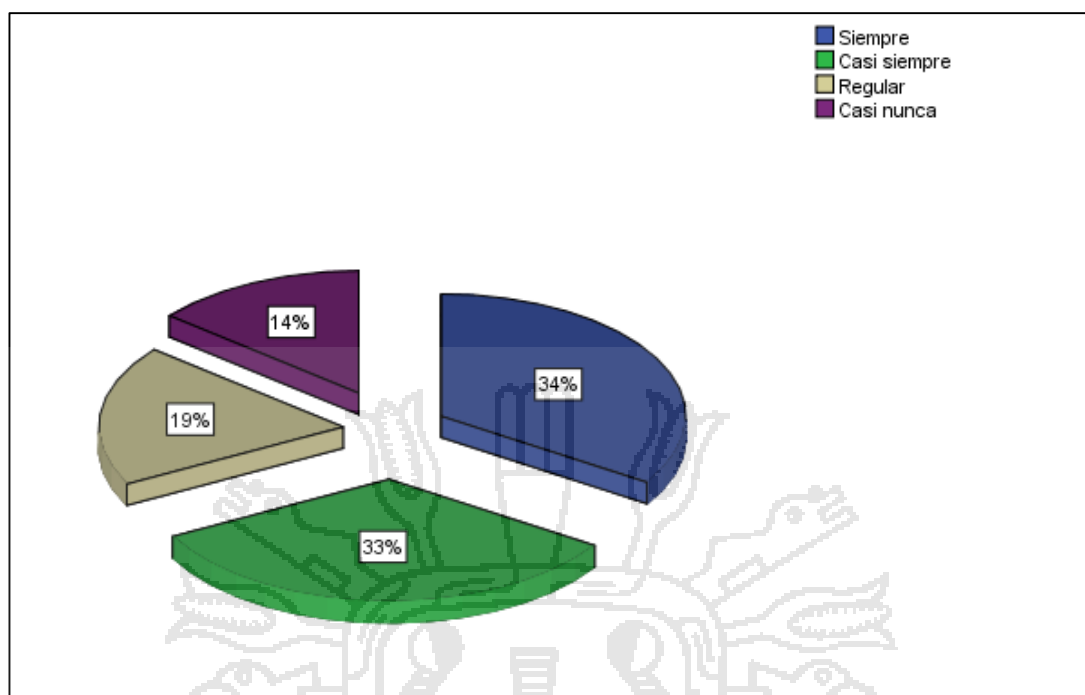 Siempre
Casi siempre
Regular
Casi nunca
14%
34%
19%
33%